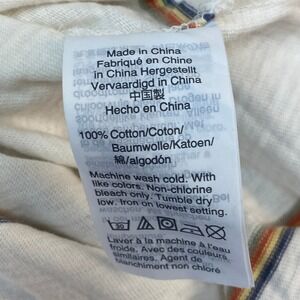 Made in China
Fabriqué en Chine
in China Hergestellt
Vervaardigd in China
中国製
Hecho en China
100% Cotton/Coton/
Baumwolle/Katoen/
綿/algodón.
Machine wash cold. With
like colors. Non-chlorine
bleach only. Tumble dry
low. Iron on lowest setting.
Laver à la machine à l'eau
froide. Avec des couleurs
similaires. Agent de
blanchiment non chloré